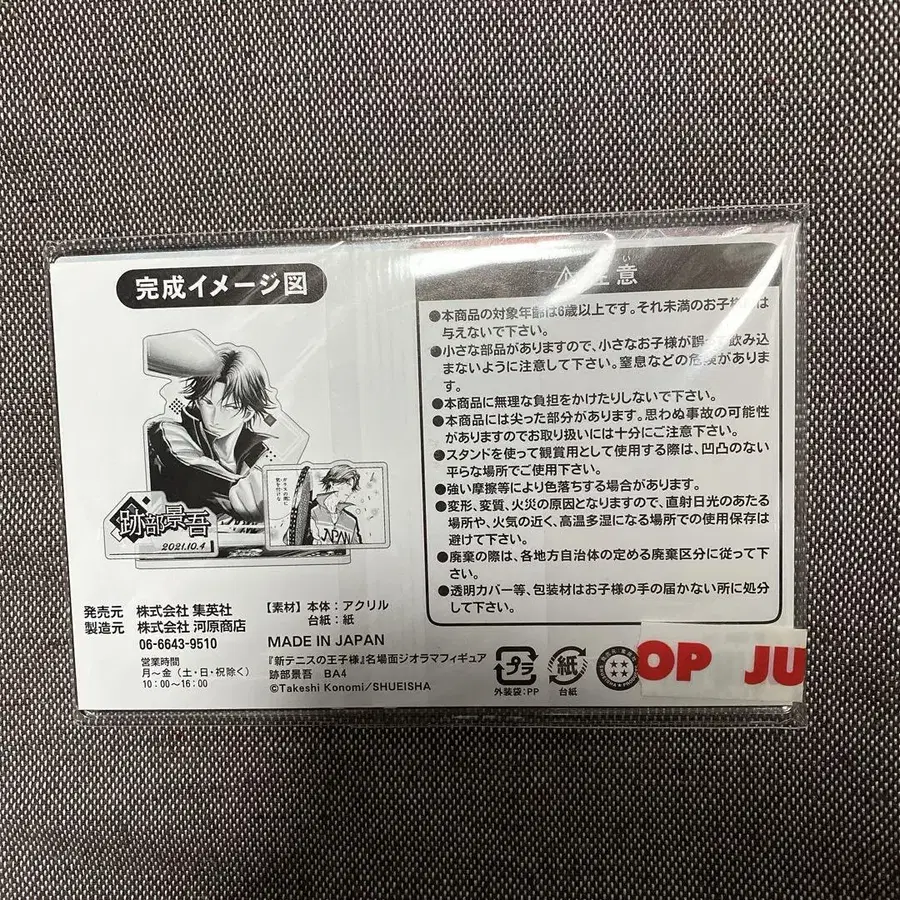 完成イメージ図
跡部景吾
2021.10.4
JAPAN
発売元 株式会社 集英社
製造元 株式会社 河原商店
06-6643-9510
営業時間
月〜金（土・日・祝除く）
10：00〜16：00
【素材】本体：アクリル
台紙：紙
MADE IN JAPAN
『新テニスの王子様』名場面ジオラマフィギュア
跡部景吾 BA4
©Takeshi Konomi/SHUEISHA
意
●本商品の対象年齢は6歳以上です。それ未満のお子様には
与えないで下さい。
●小さな部品がありますので、小さなお子様が誤って飲み込
まないように注意して下さい。窒息などの危険がありま
す。
●本商品に無理な負担をかけたりしないで下さい。
●本商品には尖った部分があります。思わぬ事故の可能性
がありますのでお取り扱いには十分にご注意下さい。
●スタンドを使って観賞用として使用する際は、凹凸のない
平らな場所でご使用下さい。
●強い摩擦等により色落ちする場合があります。
●変形、変質、火災の原因となりますので、直射日光のあたる
場所や、火気の近く、高温多湿になる場所での使用保存は
避けて下さい。
●廃棄の際は、各地方自治体の定める廃棄区分に従って下
さい。
●透明カバー等、包装材はお子様の手の届かない所に処分
して下さい。
プラ
外装袋：PP
紙
台紙
OP JU